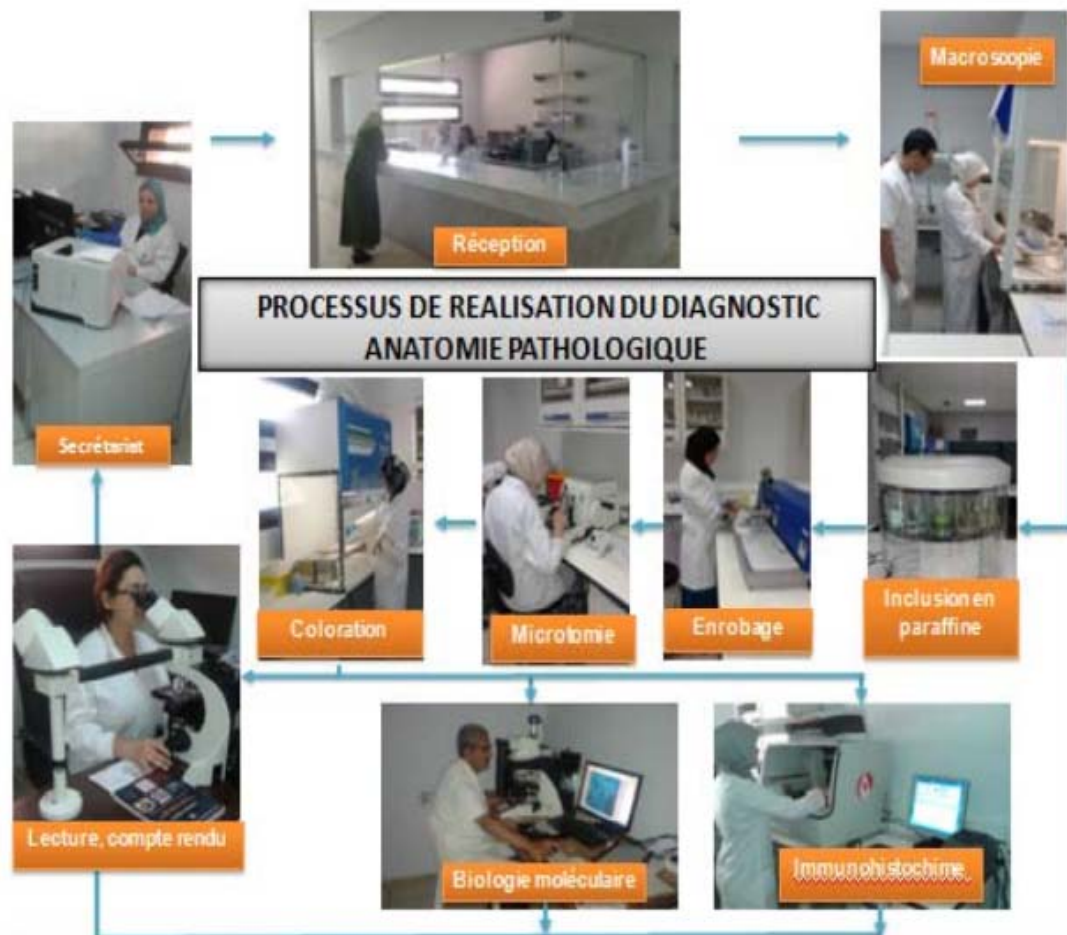 Macroscopie
Réception
PROCESSUS DE REALISATION DU DIAGNOSTIC
ANATOMIE PATHOLOGIQUE
Secrétariat
Coloration
Microtomie
Enrobage
Inclusion en
paraffine
Lecture, compte rendu
Biologie moléculaire
Immunohistochime